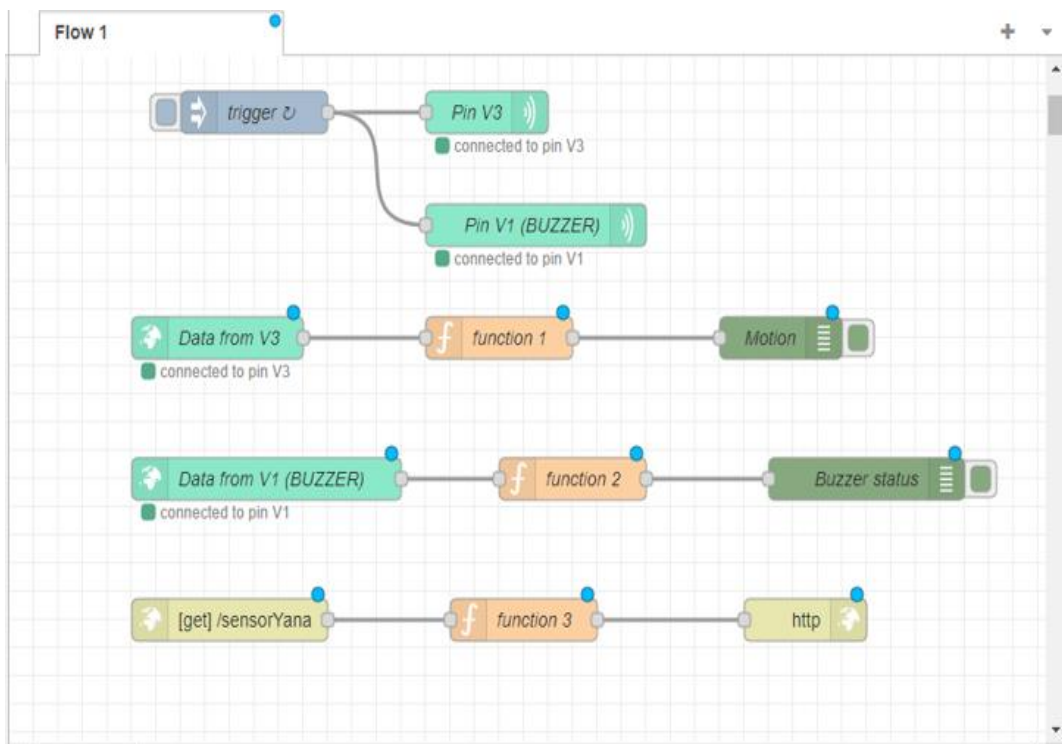 Flow 1
trigger ↻
Pin V3
connected to pin V3
Pin V1 (BUZZER)
connected to pin V1
Data from V3
function 1
Motion
connected to pin V3
Data from V1 (BUZZER)
function 2
Buzzer status
connected to pin V1
[get] /sensorYana
function 3
http